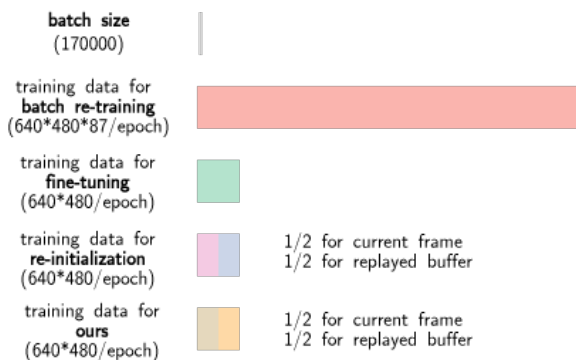 batch size
(170000)
training data for
batch re-training
(640*480*87/epoch)
training data for
fine-tuning
(640*480/epoch)
training data for
re-initialization
(640*480/epoch)
1/2 for current frame
1/2 for replayed buffer
training data for
ours
(640*480/epoch)
1/2 for current frame
1/2 for replayed buffer